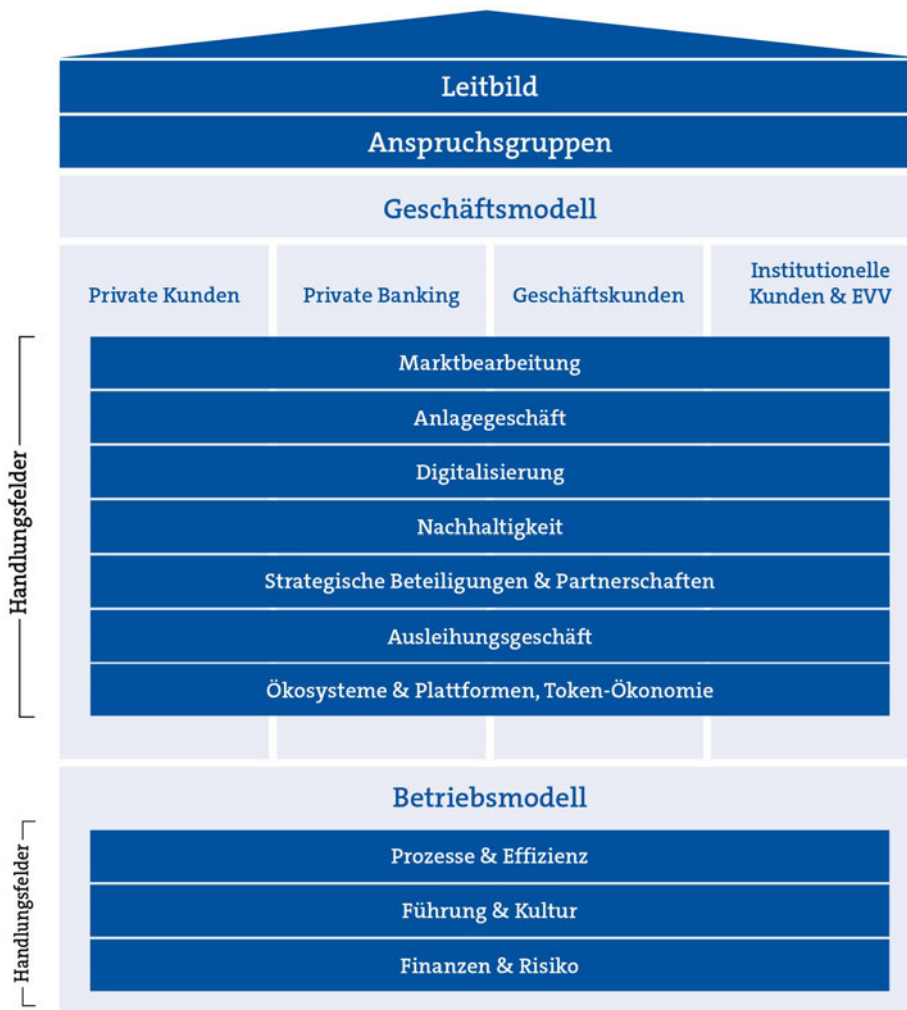 Leitbild
Anspruchsgruppen
Geschäftsmodell
Private Kunden
Private Banking
Geschäftskunden
Institutionelle
Kunden & EVV
Handlungsfelder
Marktbearbeitung
Anlagegeschäft
Digitalisierung
Nachhaltigkeit
Strategische Beteiligungen & Partnerschaften
Ausleihungsgeschäft
Ökosysteme & Plattformen, Token-Ökonomie
Betriebsmodell
Handlungsfelder
Prozesse & Effizienz
Führung & Kultur
Finanzen & Risiko